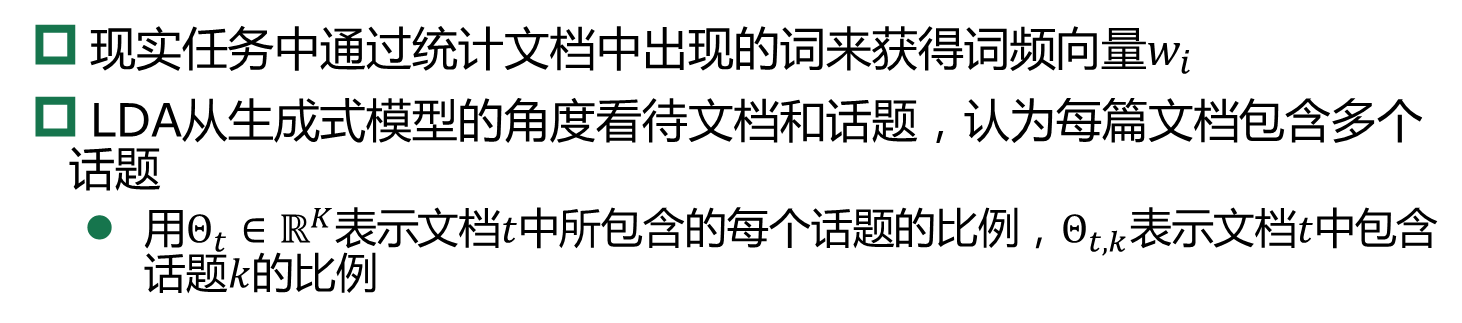 现实任务中通过统计文档中出现的词来获得词频向量𝑤ᵢ
LDA从生成式模型的角度看待文档和话题，认为每篇文档包含多个
话题
用Θₜ ∈ ℝᴷ表示文档𝑡中所包含的每个话题的比例，Θₜ,ₖ表示文档𝑡中包含
话题𝑘的比例